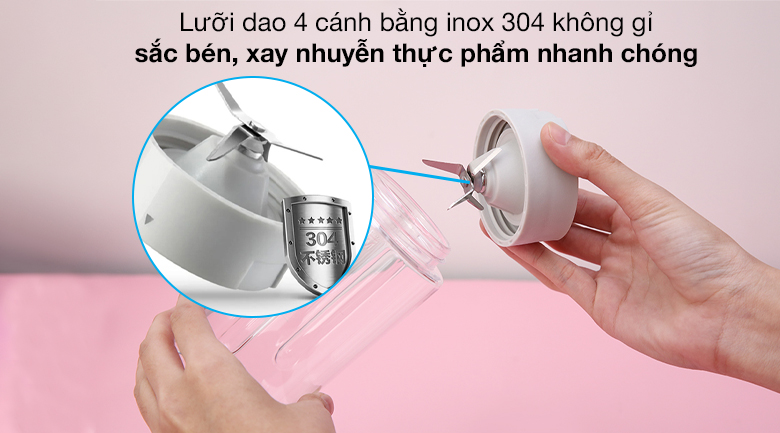 Lưỡi dao 4 cánh bằng inox 304 không gỉ
sắc bén, xay nhuyễn thực phẩm nhanh chóng
304
不锈钢